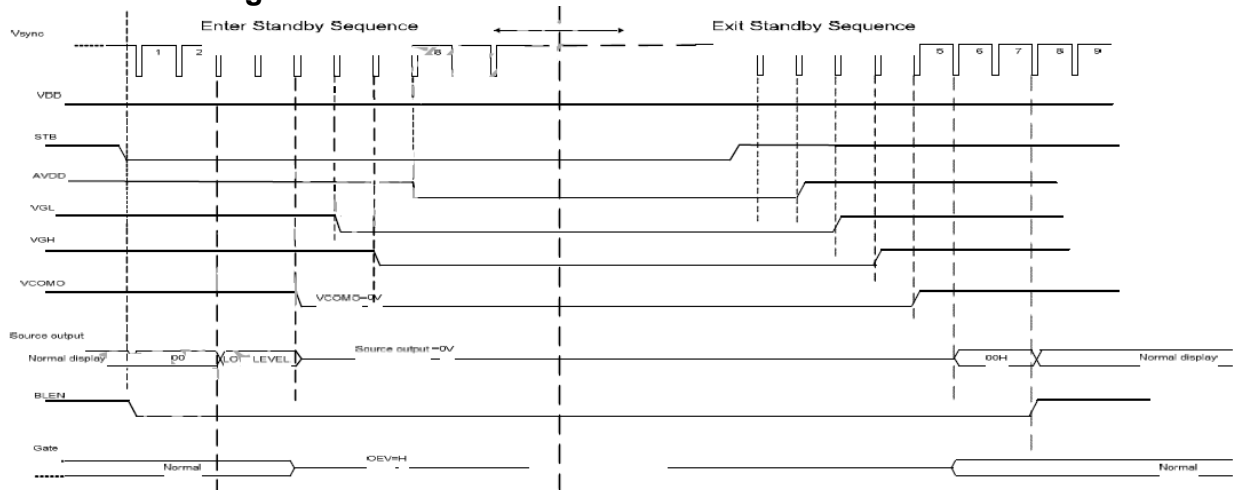 Enter Standby Sequence
Exit Standby Sequence
Vsync
1 2 8 5 6 7 8 9
VDD
STB
AVDD
VGL
VGH
VCOMO
VCOMO=0V
Source output
Normal display
00
LEVEL
Source output =0V
00H
Normal display
BLEN
Gate
Normal
OEV=H
Normal